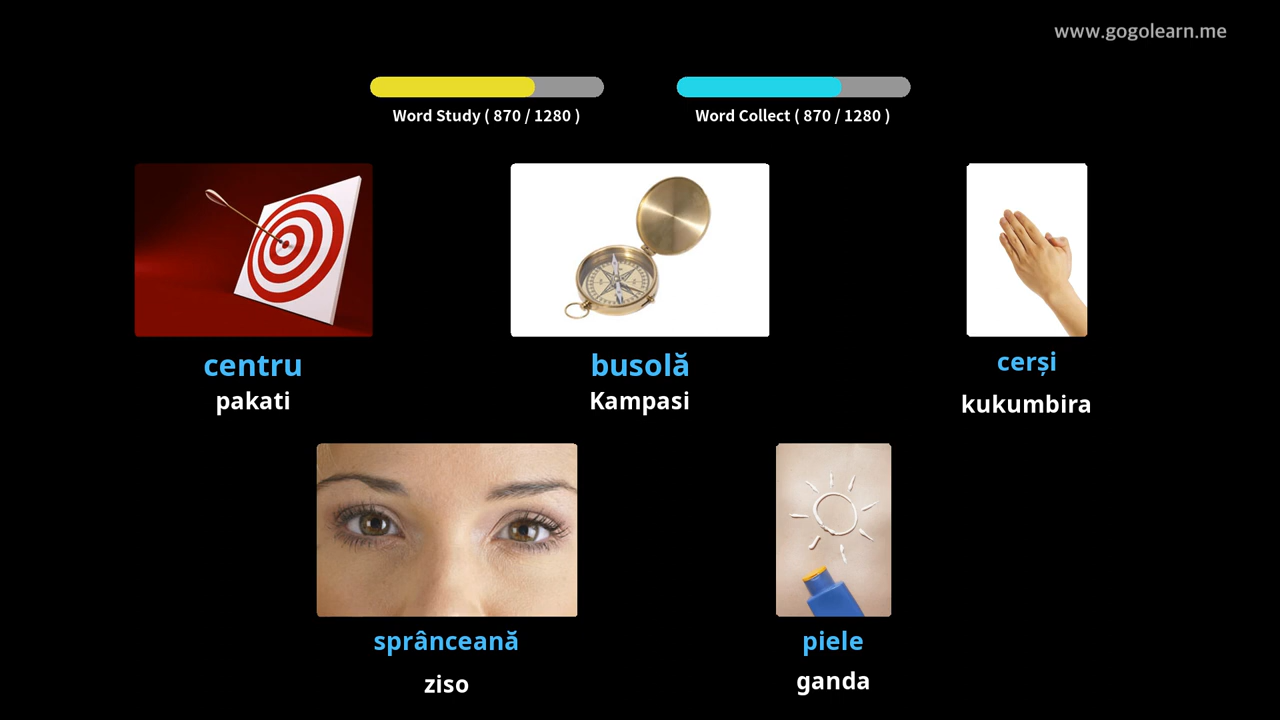 www.gogolearn.me
Word Study ( 870 / 1280 )
Word Collect ( 870 / 1280 )
centru
pakati
busolă
Kampasi
cerși
kukumbira
sprânceană
ziso
piele
ganda